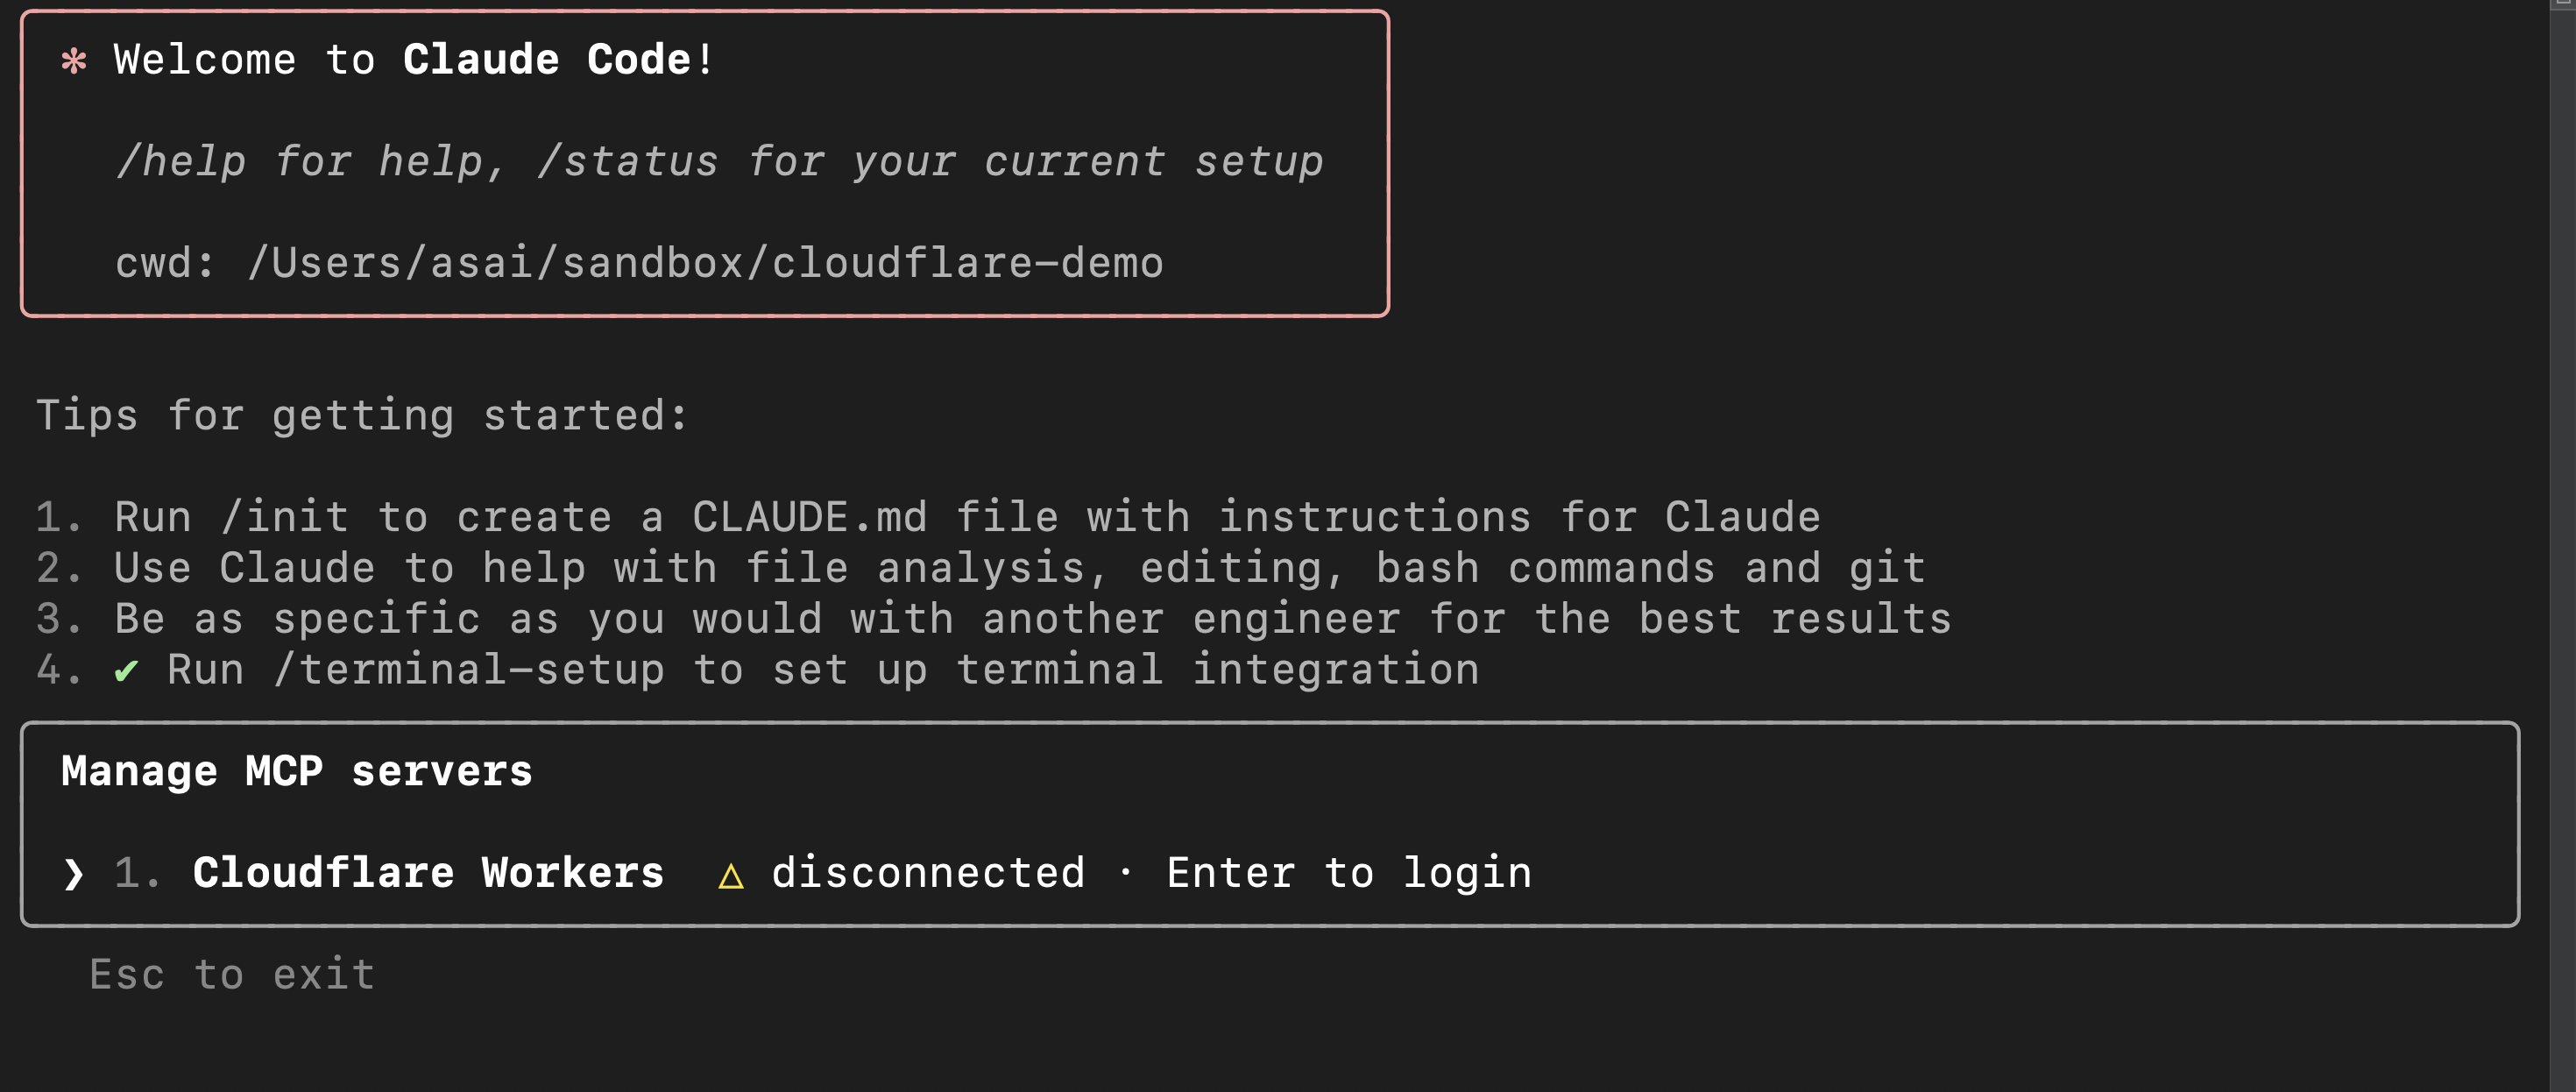 ✻ Welcome to Claude Code!
/help for help, /status for your current setup
cwd: /Users/asai/sandbox/cloudflare-demo
Tips for getting started:
1. Run /init to create a CLAUDE.md file with instructions for Claude
2. Use Claude to help with file analysis, editing, bash commands and git
3. Be as specific as you would with another engineer for the best results
4. ✔ Run /terminal-setup to set up terminal integration
Manage MCP servers
❯ 1. Cloudflare Workers △ disconnected · Enter to login
Esc to exit